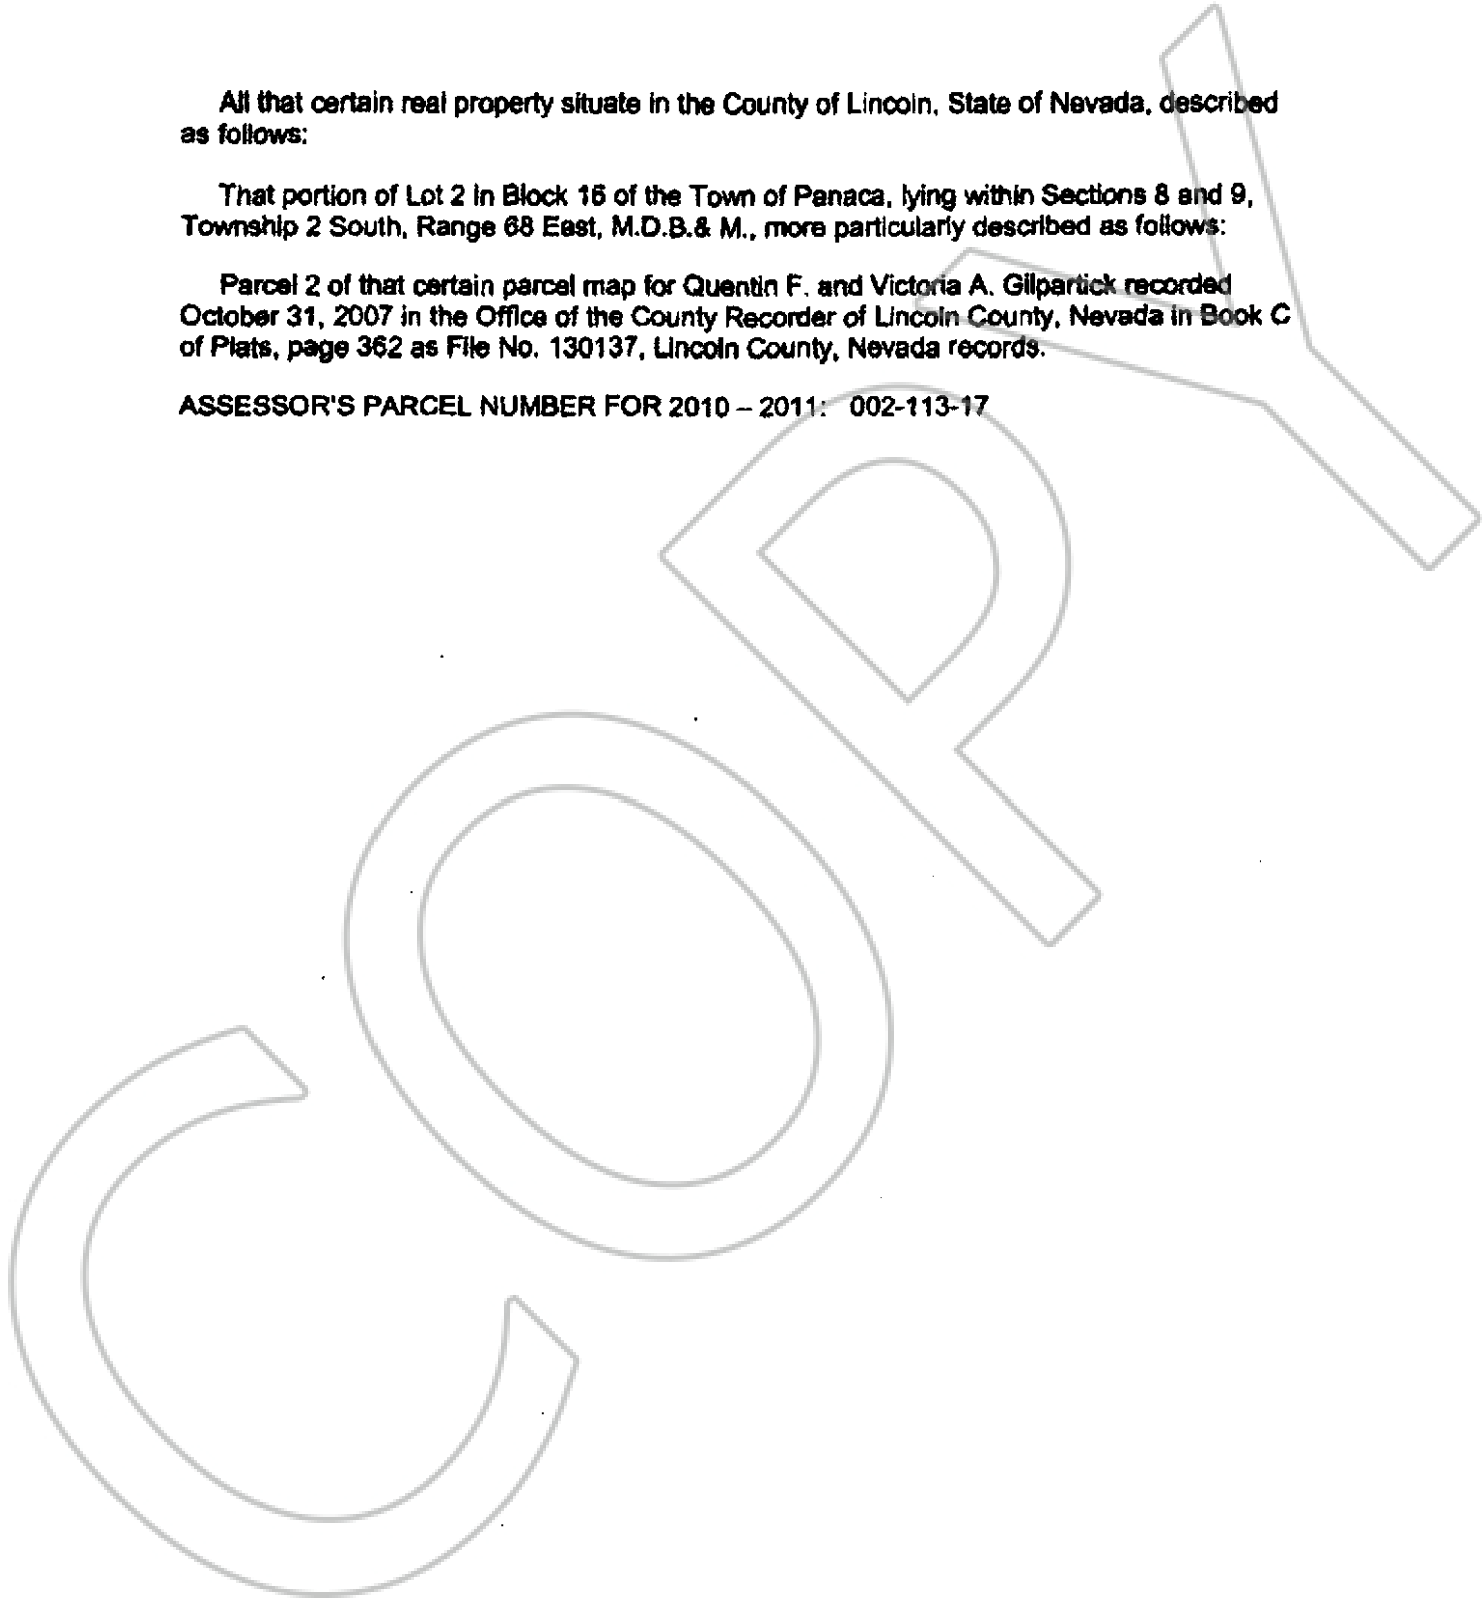 All that certain real property situate in the County of Lincoln, State of Nevada, described
as follows:
That portion of Lot 2 in Block 16 of the Town of Panaca, lying within Sections 8 and 9,
Township 2 South, Range 68 East, M.D.B.& M., more particularly described as follows:
Parcel 2 of that certain parcel map for Quentin F. and Victoria A. Gilpartick recorded
October 31, 2007 in the Office of the County Recorder of Lincoln County, Nevada in Book C
of Plats, page 362 as File No. 130137, Lincoln County, Nevada records.
ASSESSOR'S PARCEL NUMBER FOR 2010 – 2011: 002-113-17
COPY